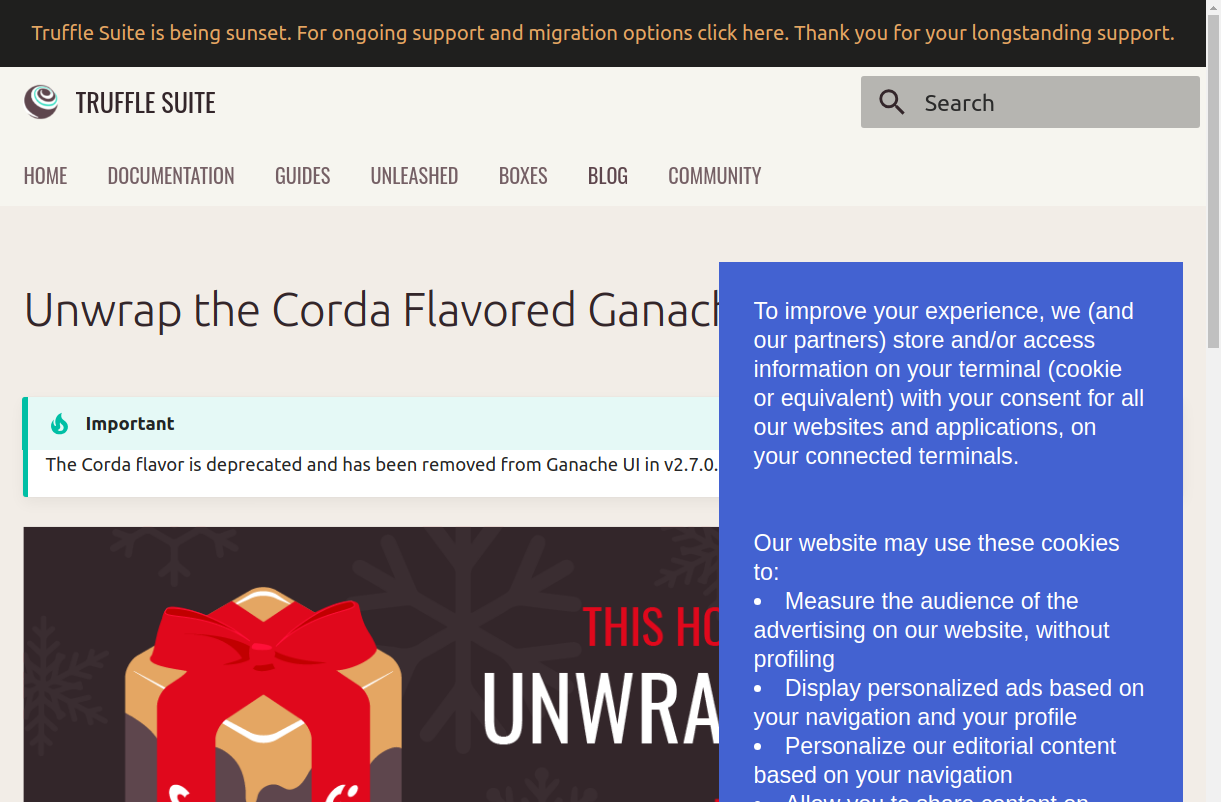 Truffle Suite is being sunset. For ongoing support and migration options click here. Thank you for your longstanding support.
TRUFFLE SUITE
Search
HOME
DOCUMENTATION
GUIDES
UNLEASHED
BOXES
BLOG
COMMUNITY
Unwrap the Corda Flavored
Important
The Corda flavor is deprecated and has been removed from Ganache UI in v2.7.0.
THIS
To improve your experience, we (and
our partners) store and/or access
information on your terminal (cookie
or equivalent) with your consent for all
our websites and applications, on
your connected terminals.
Our website may use these cookies
to:
• Measure the audience of the
advertising on our website, without
profiling
• Display personalized ads based on
your navigation and your profile
• Personalize our editorial content
based on your navigation
• Allow you to share content on